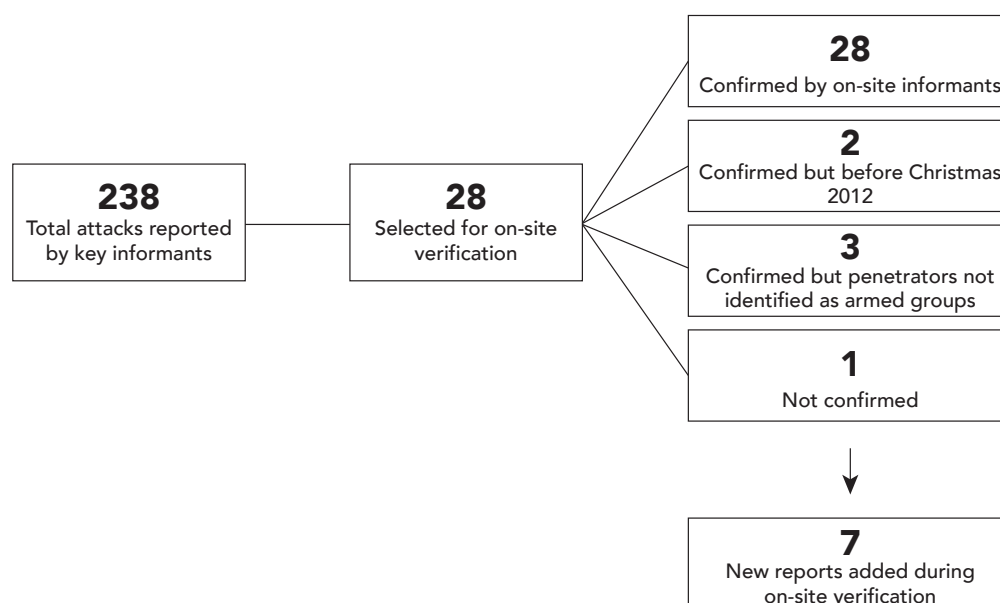 238
Total attacks reported
by key informants
28
Selected for on-site
verification
28
Confirmed by on-site informants
2
Confirmed but before Christmas
2012
3
Confirmed but penetrators not
identified as armed groups
1
Not confirmed
7
New reports added during
on-site verification